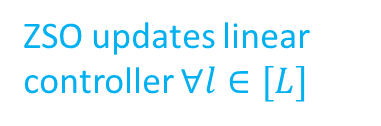 ZSO updates linear
controller ∀𝑙 ∈ [𝐿]